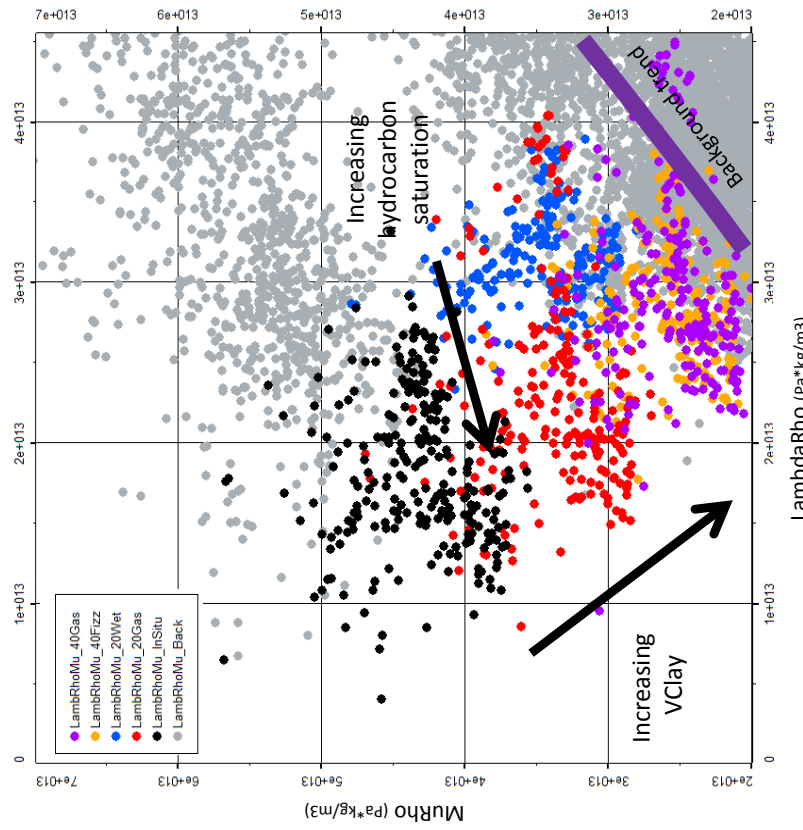 7e+013
6e+013
5e+013
4e+013
3e+013
2e+013
4e+013
3e+013
2e+013
1e+013
0
4e+013
3e+013
2e+013
1e+013
0
7e+013
6e+013
5e+013
4e+013
3e+013
2e+013
MuRho (Pa*kg/m3)
LambdaRho (Pa*kg/m3)
Increasing
hydrocarbon
saturation
Background trend
Increasing
VClay
LambRhoMu_40Gas
LambRhoMu_40Fizz
LambRhoMu_20Wet
LambRhoMu_20Gas
LambRhoMu_InSitu
LambRhoMu_Back